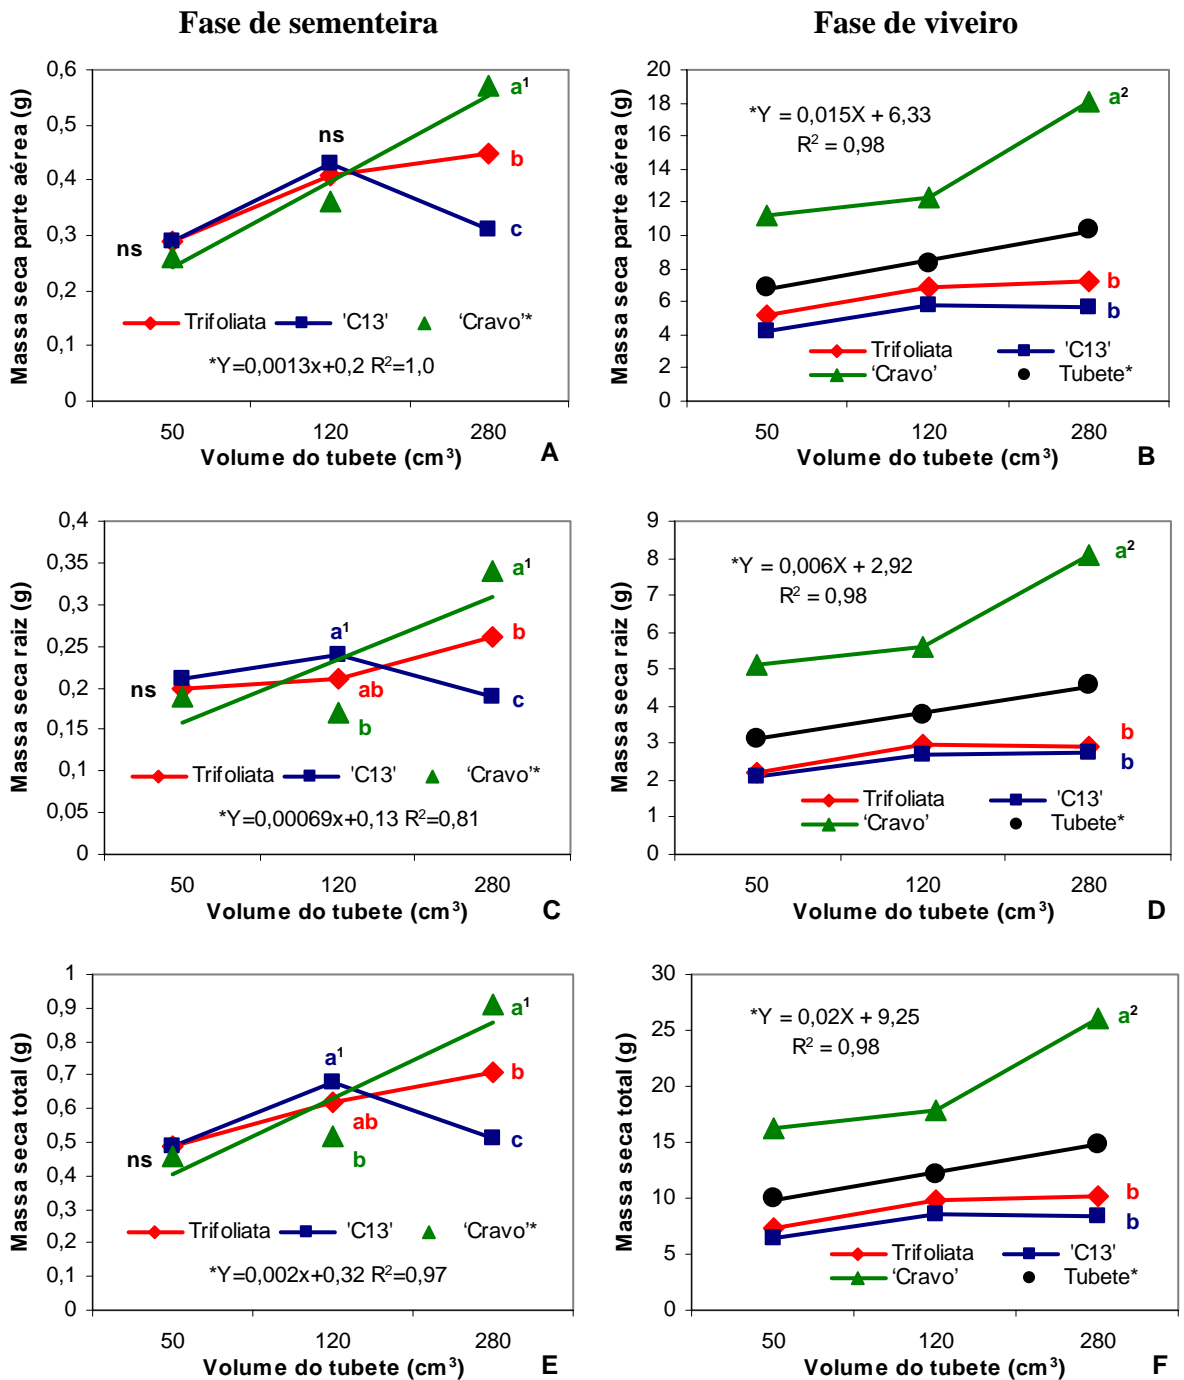 Fase de sementeira
Fase de viveiro
Massa seca parte aérea (g)
0,6
0,5
0,4
0,3
0,2
0,1
0
ns
ns
a¹
b
c
Trifoliata 'C13' ‘Cravo’*
*Y=0,0013x+0,2 R²=1,0
50 120 280
Volume do tubete (cm³)
A
Massa seca parte aérea (g)
20
18
16
14
12
10
8
6
4
2
0
*Y = 0,015X + 6,33
R² = 0,98
a²
b
b
Trifoliata 'C13'
‘Cravo’ Tubete*
50 120 280
Volume do tubete (cm³)
B
Massa seca raiz (g)
0,4
0,35
0,3
0,25
0,2
0,15
0,1
0,05
0
ns
a¹
ab
b
a¹
b
c
Trifoliata 'C13' ‘Cravo’*
*Y=0,00069x+0,13 R²=0,81
50 120 280
Volume do tubete (cm³)
C
Massa seca raiz (g)
9
8
7
6
5
4
3
2
1
0
*Y = 0,006X + 2,92
R² = 0,98
a²
b
b
Trifoliata 'C13'
‘Cravo’ Tubete*
50 120 280
Volume do tubete (cm³)
D
Massa seca total (g)
1
0,9
0,8
0,7
0,6
0,5
0,4
0,3
0,2
0,1
0
ns
a¹
ab
b
a¹
b
c
Trifoliata 'C13' ‘Cravo’*
*Y=0,002x+0,32 R²=0,97
50 120 280
Volume do tubete (cm³)
E
Massa seca total (g)
30
25
20
15
10
5
0
*Y = 0,02X + 9,25
R² = 0,98
a²
b
b
Trifoliata 'C13'
‘Cravo’ Tubete*
50 120 280
Volume do tubete (cm³)
F